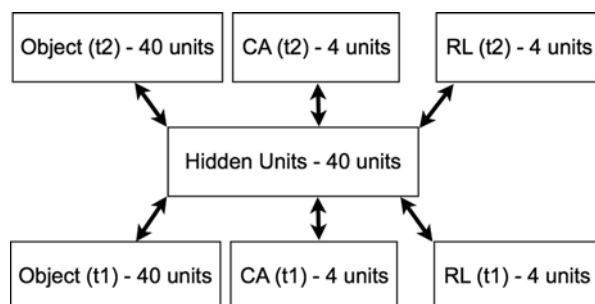 Object (t2) - 40 units
CA (t2) - 4 units
RL (t2) - 4 units
Hidden Units - 40 units
Object (t1) - 40 units
CA (t1) - 4 units
RL (t1) - 4 units